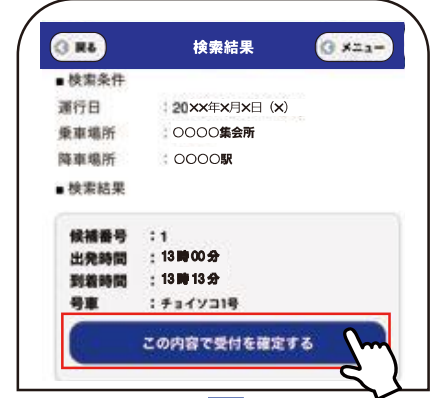 戻る 検索結果 メニュー
■検索条件
運行日 : 20××年×月×日（×）
乗車場所 : ○○○○集会所
降車場所 : ○○○○駅
■検索結果
候補番号 : 1
出発時間 : 13時00分
到着時間 : 13時13分
号車 : チョイソコ1号
この内容で受付を確定する